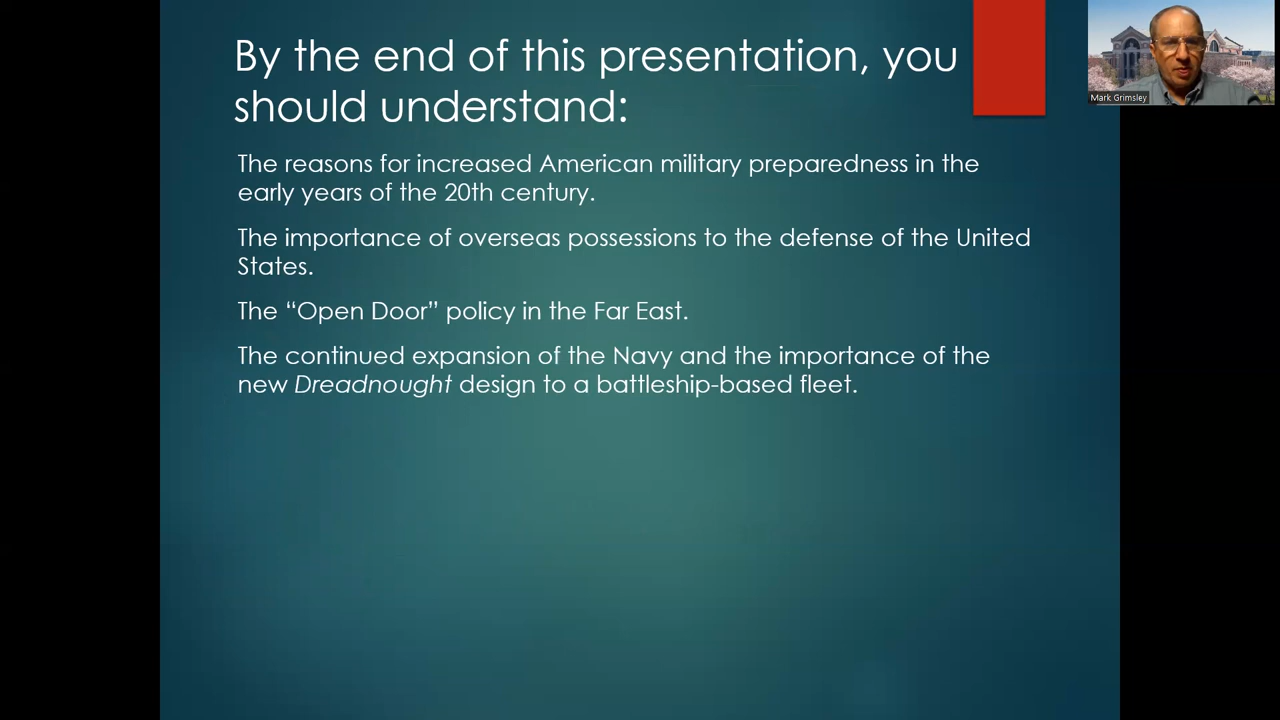 By the end of this presentation, you
should understand:
The reasons for increased American military preparedness in the
early years of the 20th century.
The importance of overseas possessions to the defense of the United
States.
The “Open Door” policy in the Far East.
The continued expansion of the Navy and the importance of the
new Dreadnought design to a battleship-based fleet.
Mark Grimsley